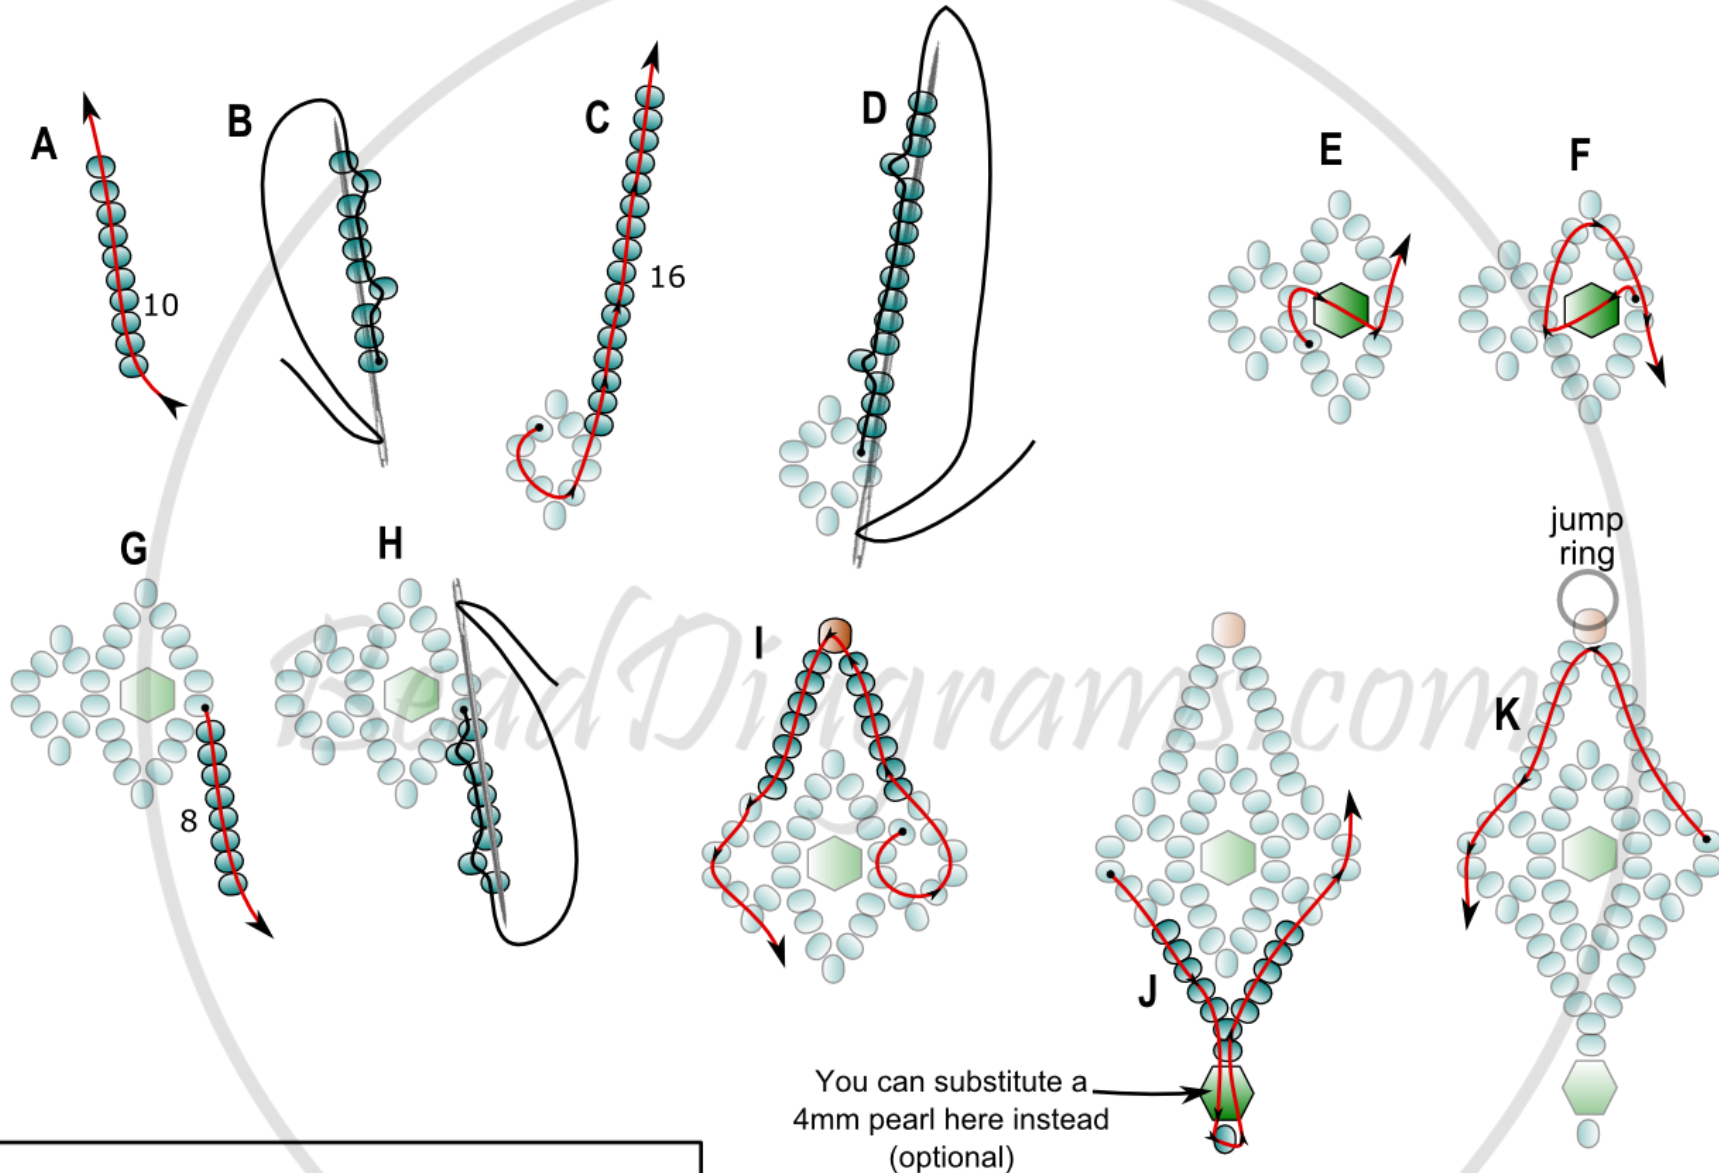 A
B
C
D
E
F
10
16
G
H
jump
ring
I
K
8
J
BeadDiagrams.com
You can substitute a
4mm pearl here instead
(optional)